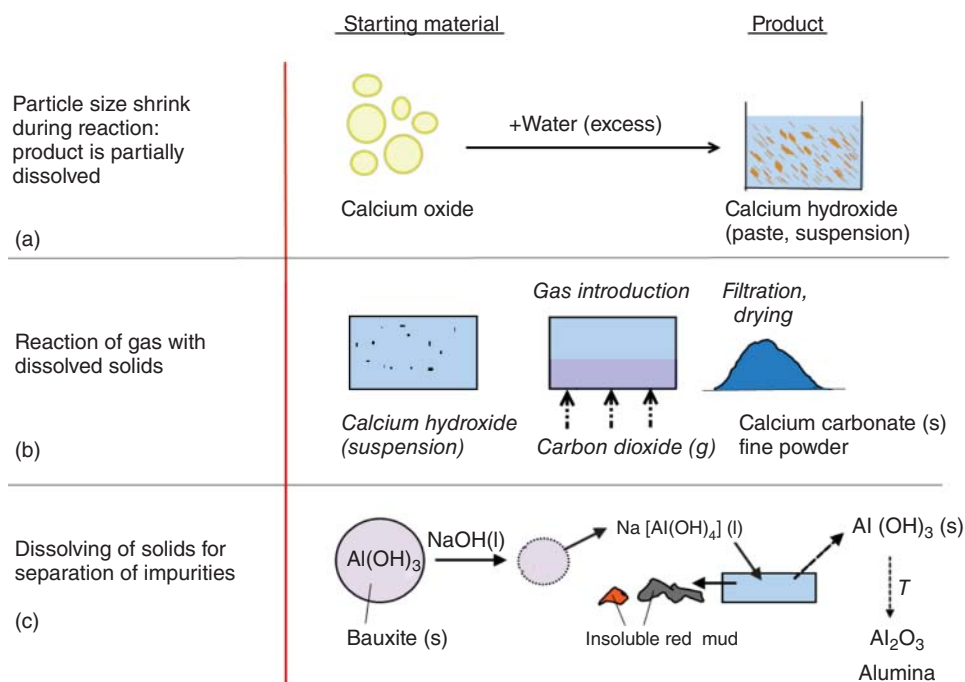 Starting material
Product
Particle size shrink
during reaction:
product is partially
dissolved
+Water (excess)
Calcium oxide
Calcium hydroxide
(paste, suspension)
(a)
Gas introduction
Filtration,
drying
Reaction of gas with
dissolved solids
Calcium hydroxide
(suspension)
Carbon dioxide (g)
Calcium carbonate (s)
fine powder
(b)
Dissolving of solids for
separation of impurities
Al(OH)₃
NaOH(l)
Na [Al(OH)₄] (l)
Al (OH)₃ (s)
T
Bauxite (s)
Insoluble red mud
Al₂O₃
Alumina
(c)